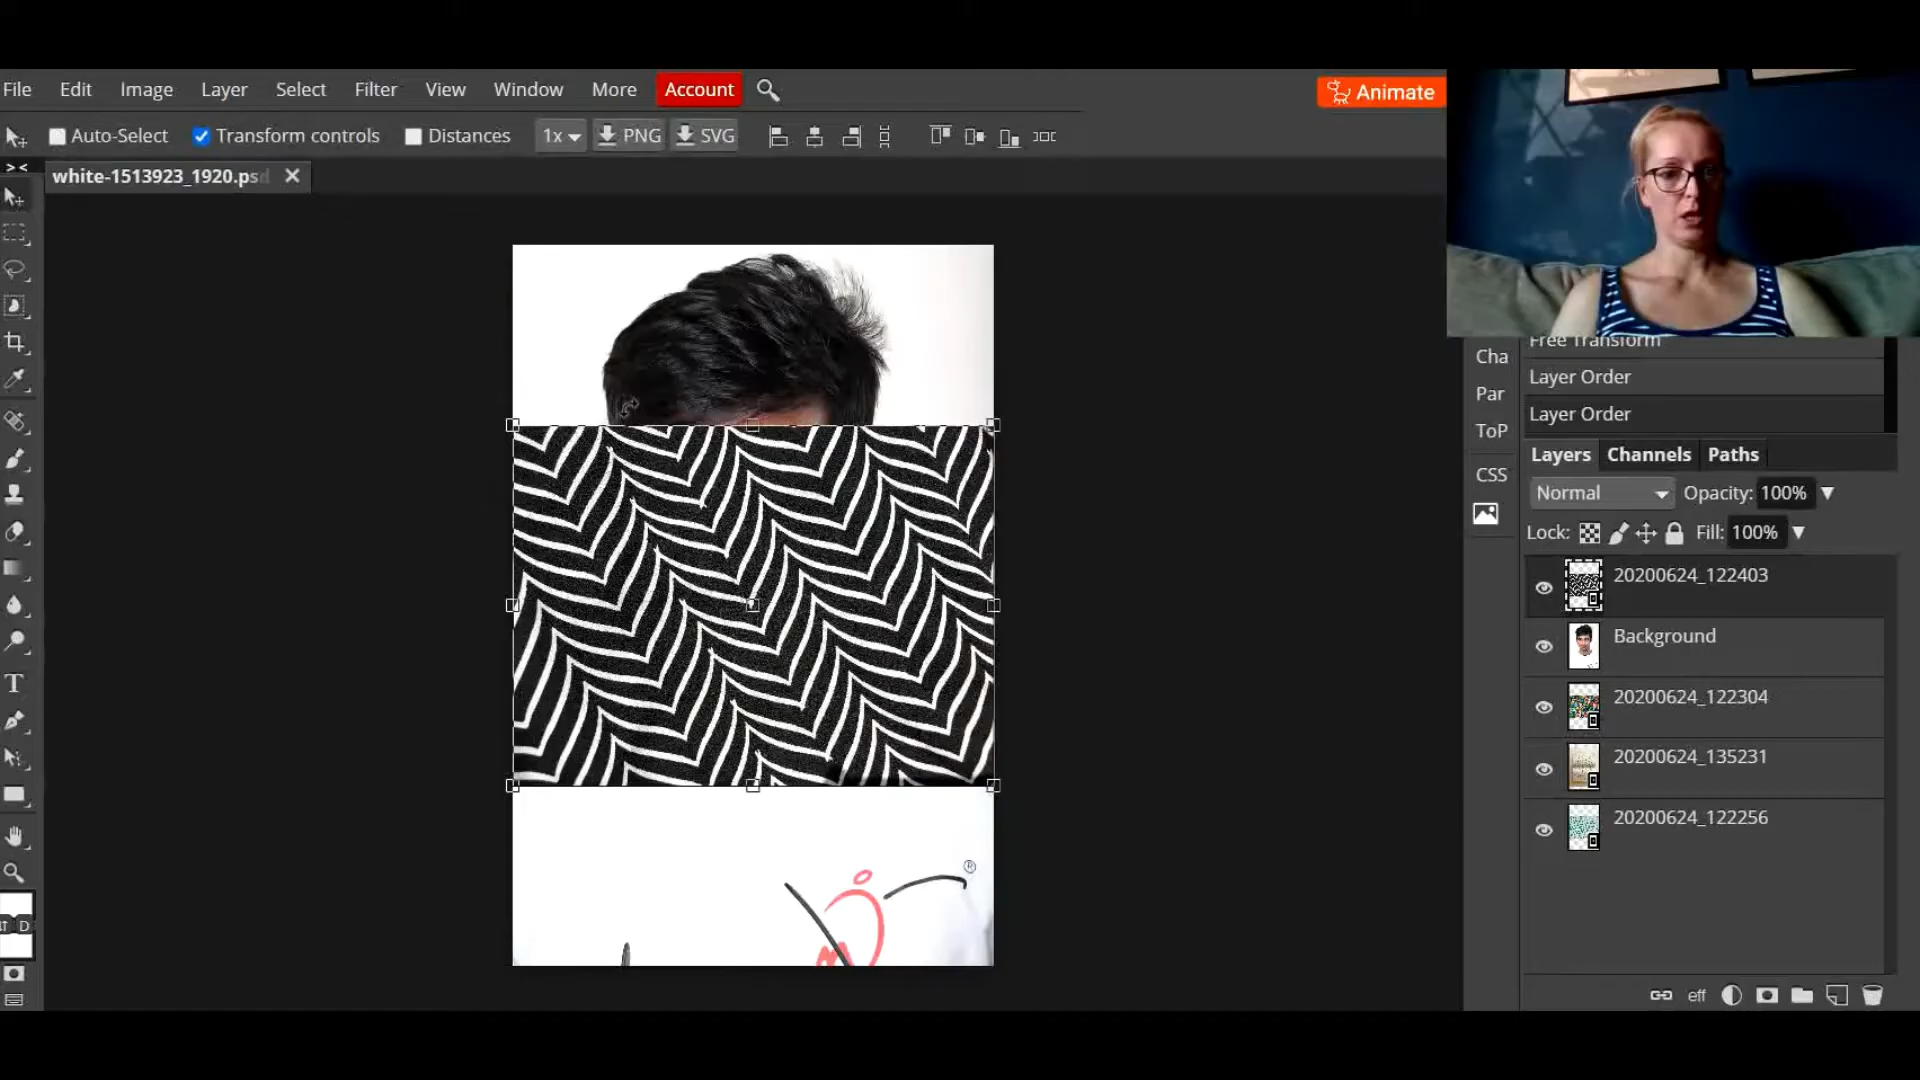 File Edit Image Layer Select Filter View Window More Account
Animate
Auto-Select Transform controls Distances 1x PNG SVG
white-1513923_1920.psd
Free Transform
Cha
Layer Order
Par
Layer Order
ToP
Layers Channels Paths
CSS
Normal Opacity: 100%
Lock: Fill: 100%
20200624_122403
Background
20200624_122304
20200624_135231
20200624_122256
®
T
D
eff